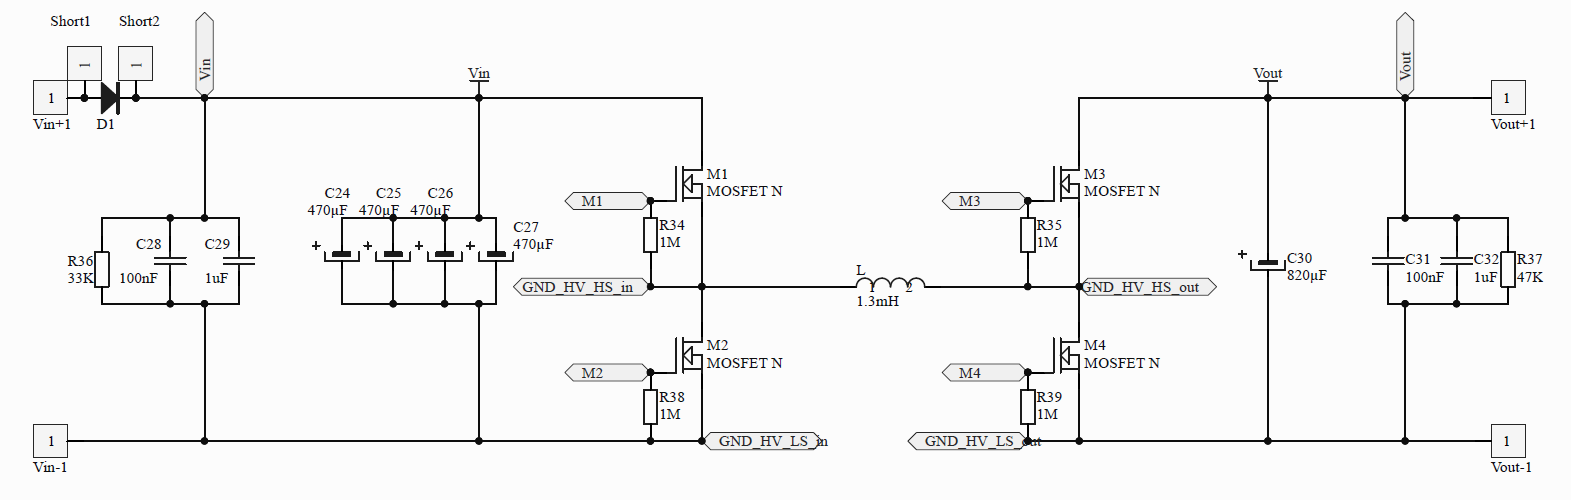 Short1
Short2
1
1
Vin
Vin
Vout
Vout
1
Vin+1
D1
1
Vout+1
M1
MOSFET N
M1
R34
1M
M3
MOSFET N
M3
R35
1M
C24
470µF
C25
470µF
C26
470µF
C27
470µF
R36
33K
C28
100nF
C29
1uF
GND_HV_HS_in
L
1
2
1.3mH
GND_HV_HS_out
C30
820µF
C31
100nF
C32
1uF
R37
47K
M2
MOSFET N
M2
R38
1M
M4
MOSFET N
M4
R39
1M
1
Vin-1
GND_HV_LS_in
GND_HV_LS_out
1
Vout-1